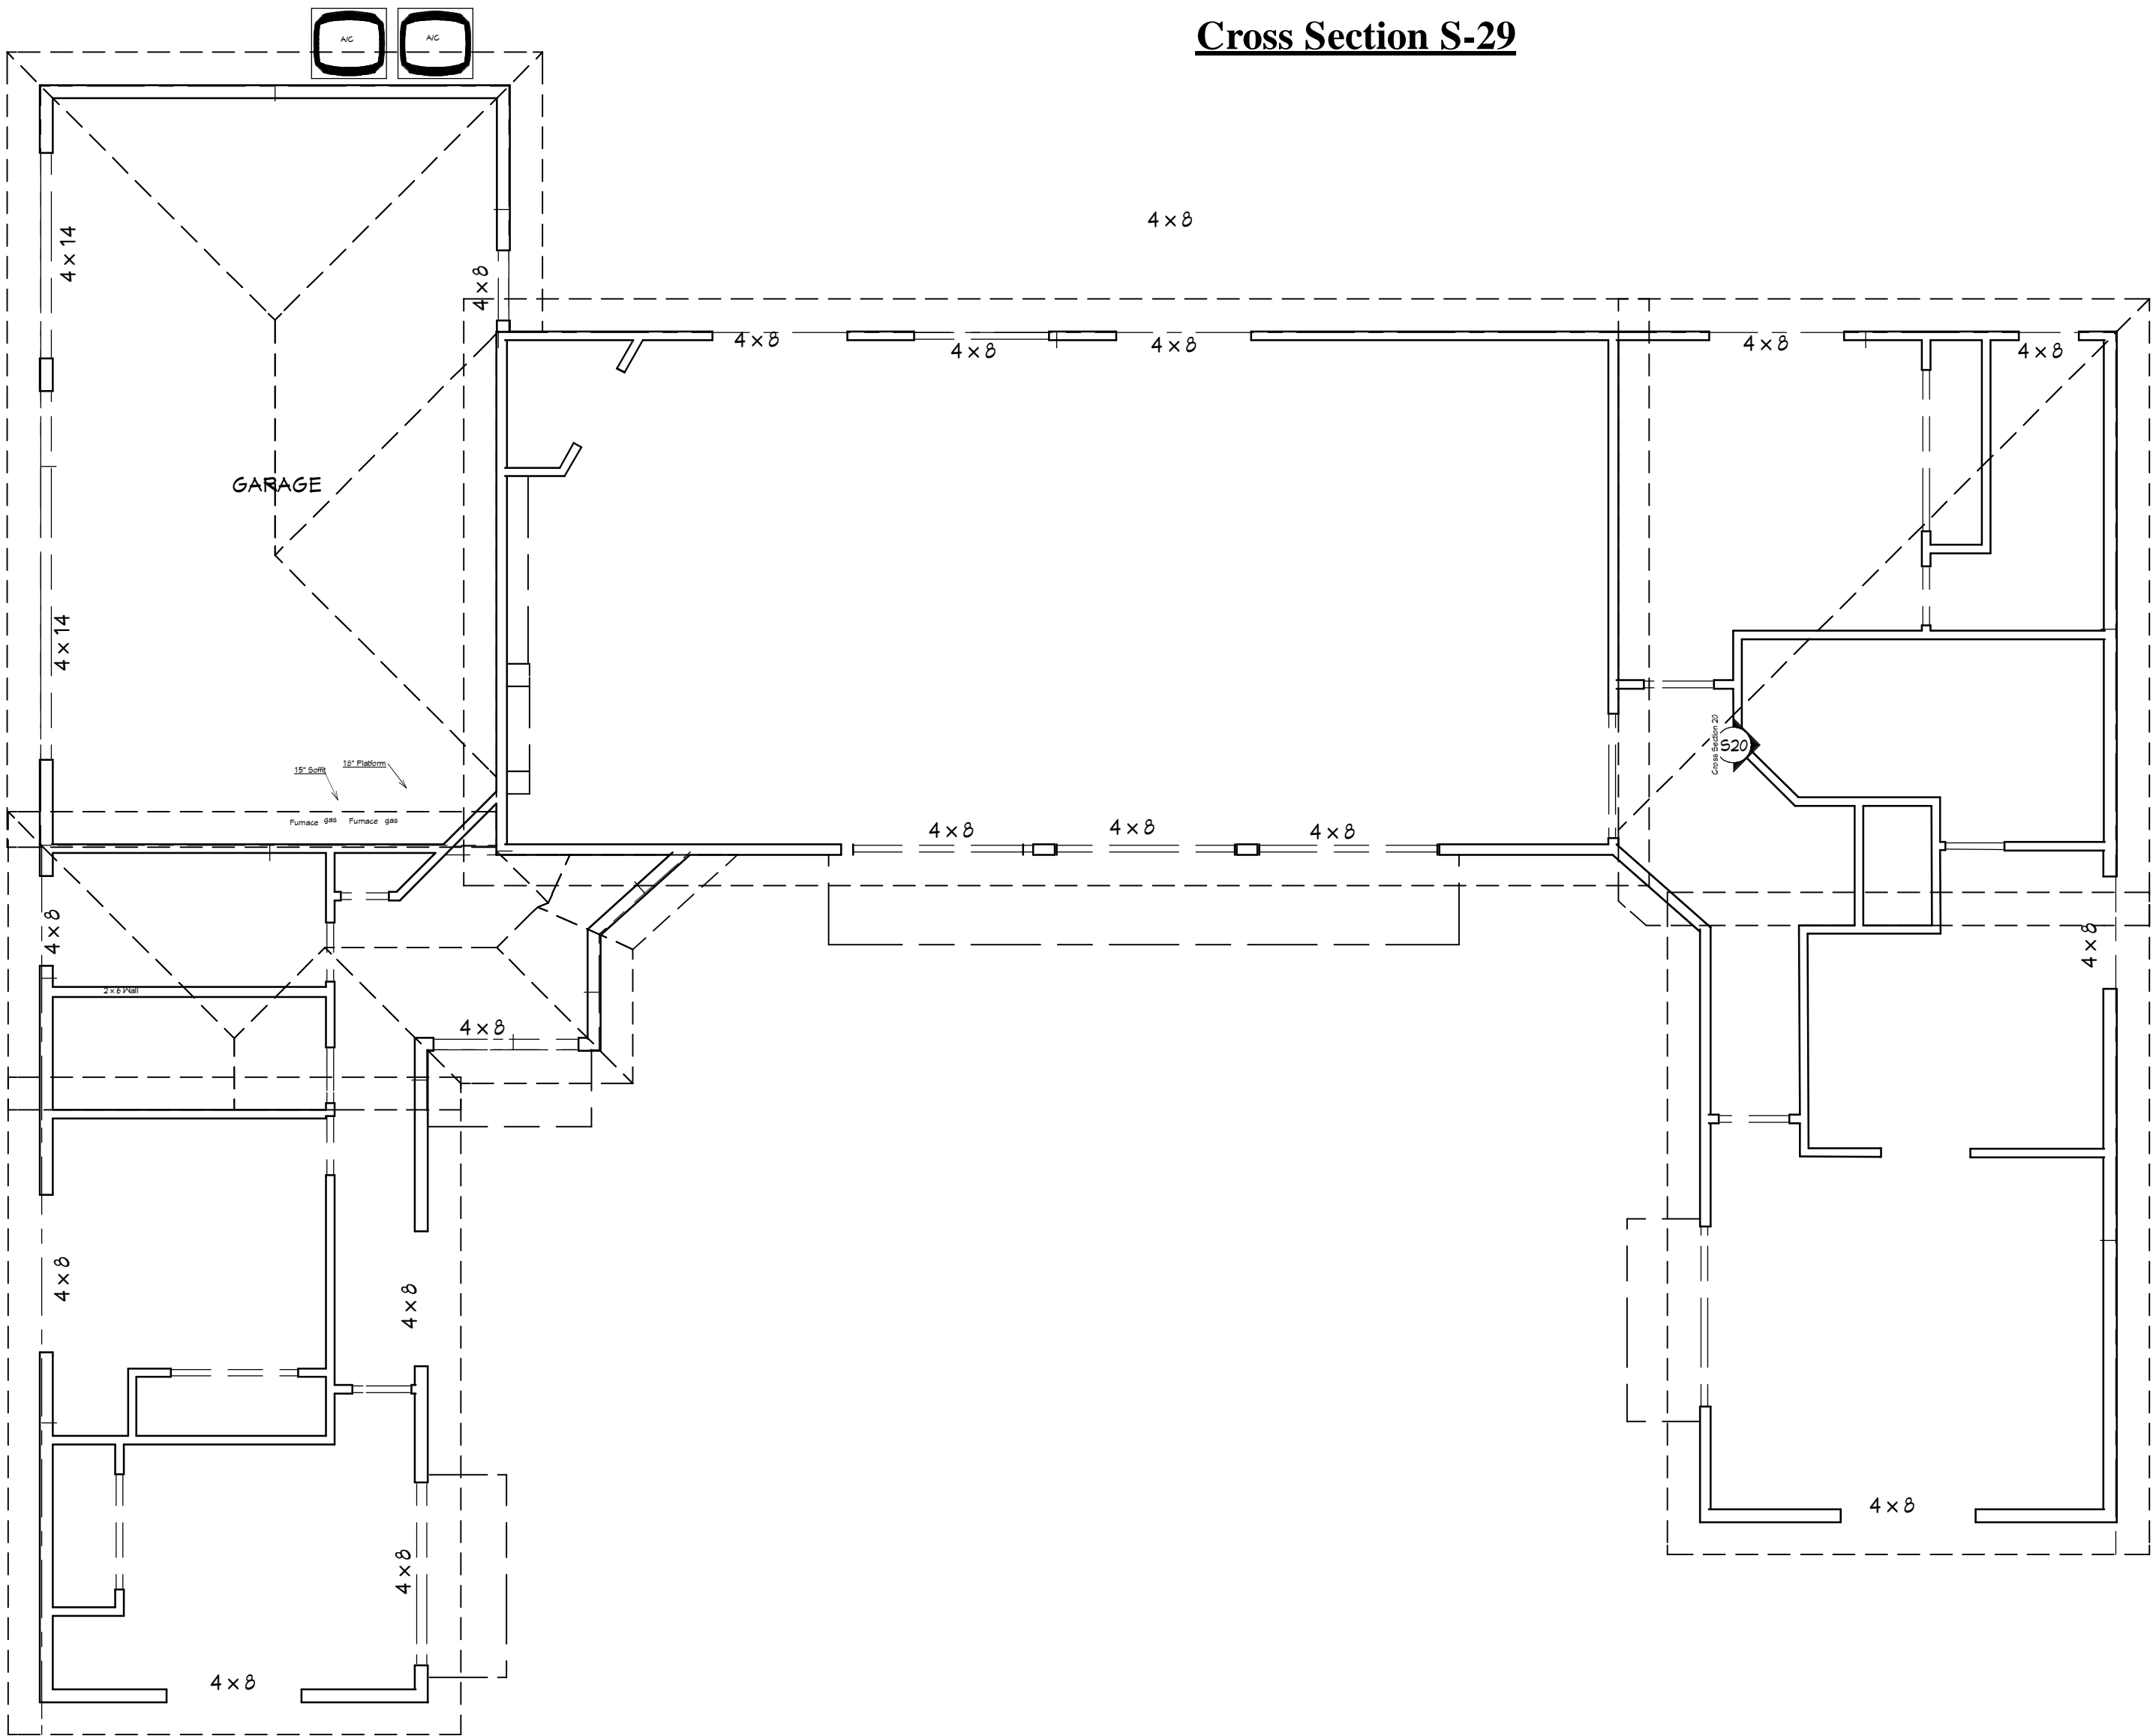 Cross Section S-29
A/C
A/C
4 x 8
4 x 14
4 x 8
4 x 8
4 x 8
4 x 8
4 x 8
4 x 8
GARAGE
4 x 14
Cross Section 20
S20
15" Soffit
18" Platform
Furnace gas Furnace gas
4 x 8
4 x 8
4 x 8
4 x 8
4 x 8
2 x 6 Wall
4 x 8
4 x 8
4 x 8
4 x 8
4 x 8
4 x 8